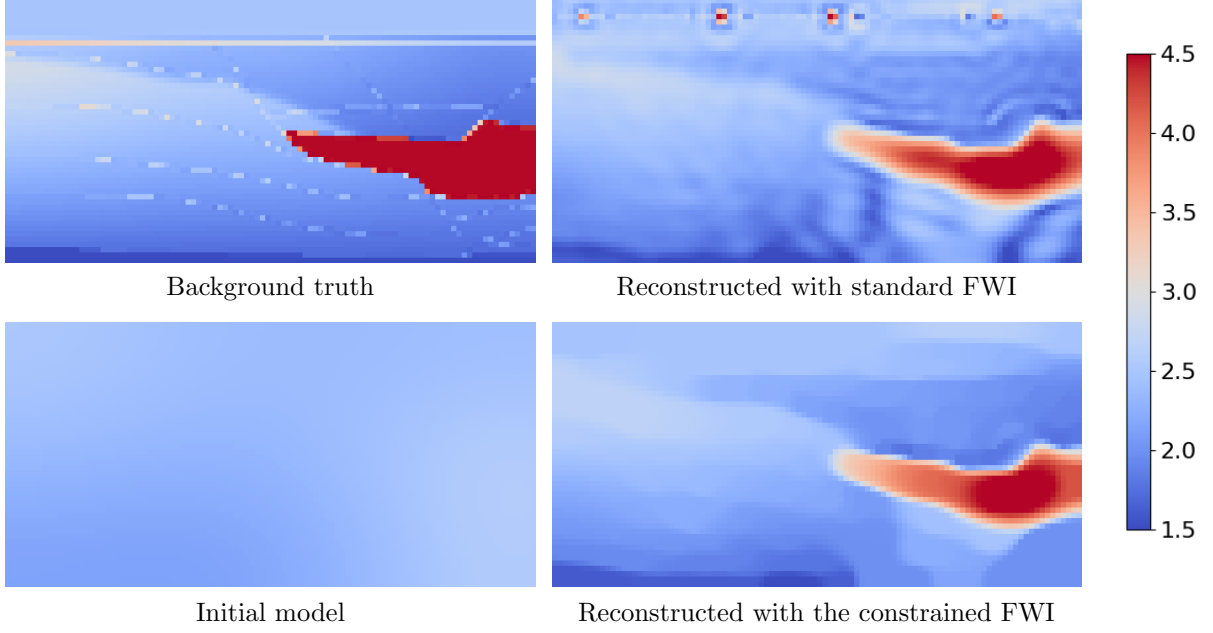 Background truth
Reconstructed with standard FWI
Initial model
Reconstructed with the constrained FWI
4.5
4.0
3.5
3.0
2.5
2.0
1.5